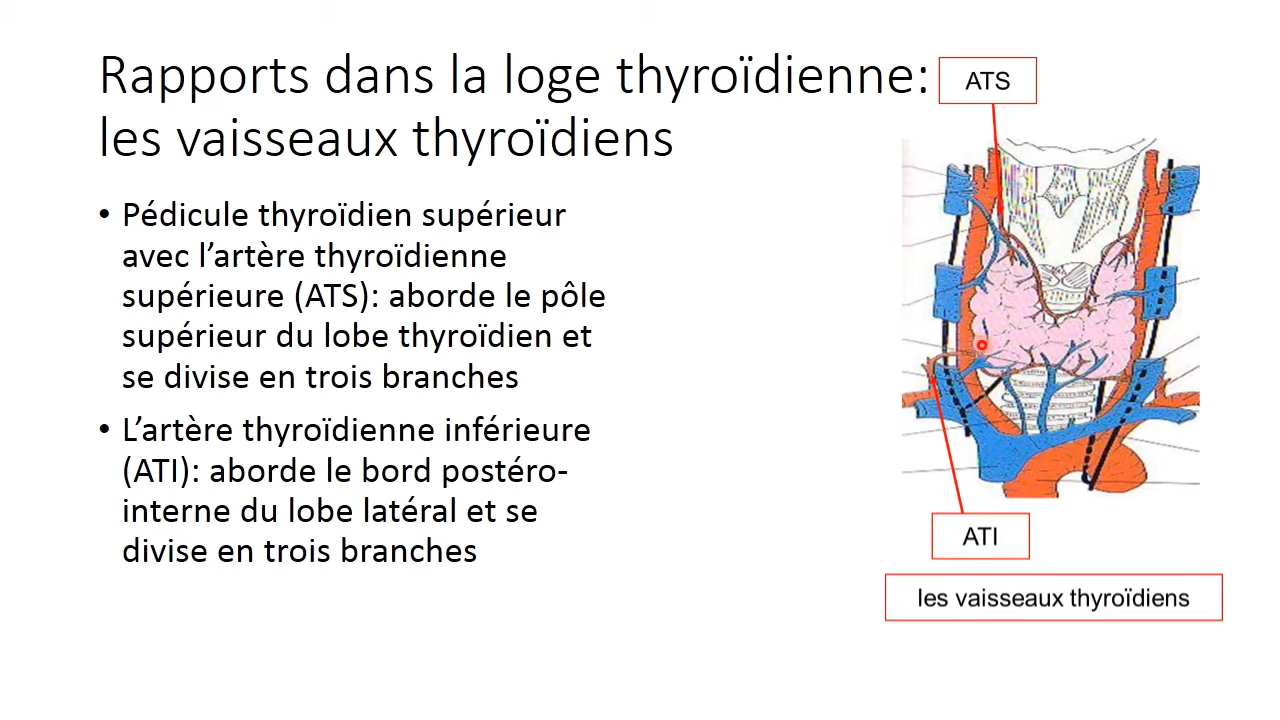 Rapports dans la loge thyroïdienne:
les vaisseaux thyroïdiens
ATS
• Pédicule thyroïdien supérieur
avec l’artère thyroïdienne
supérieure (ATS): aborde le pôle
supérieur du lobe thyroïdien et
se divise en trois branches
• L’artère thyroïdienne inférieure
(ATI): aborde le bord postéro-
interne du lobe latéral et se
divise en trois branches
ATI
les vaisseaux thyroïdiens